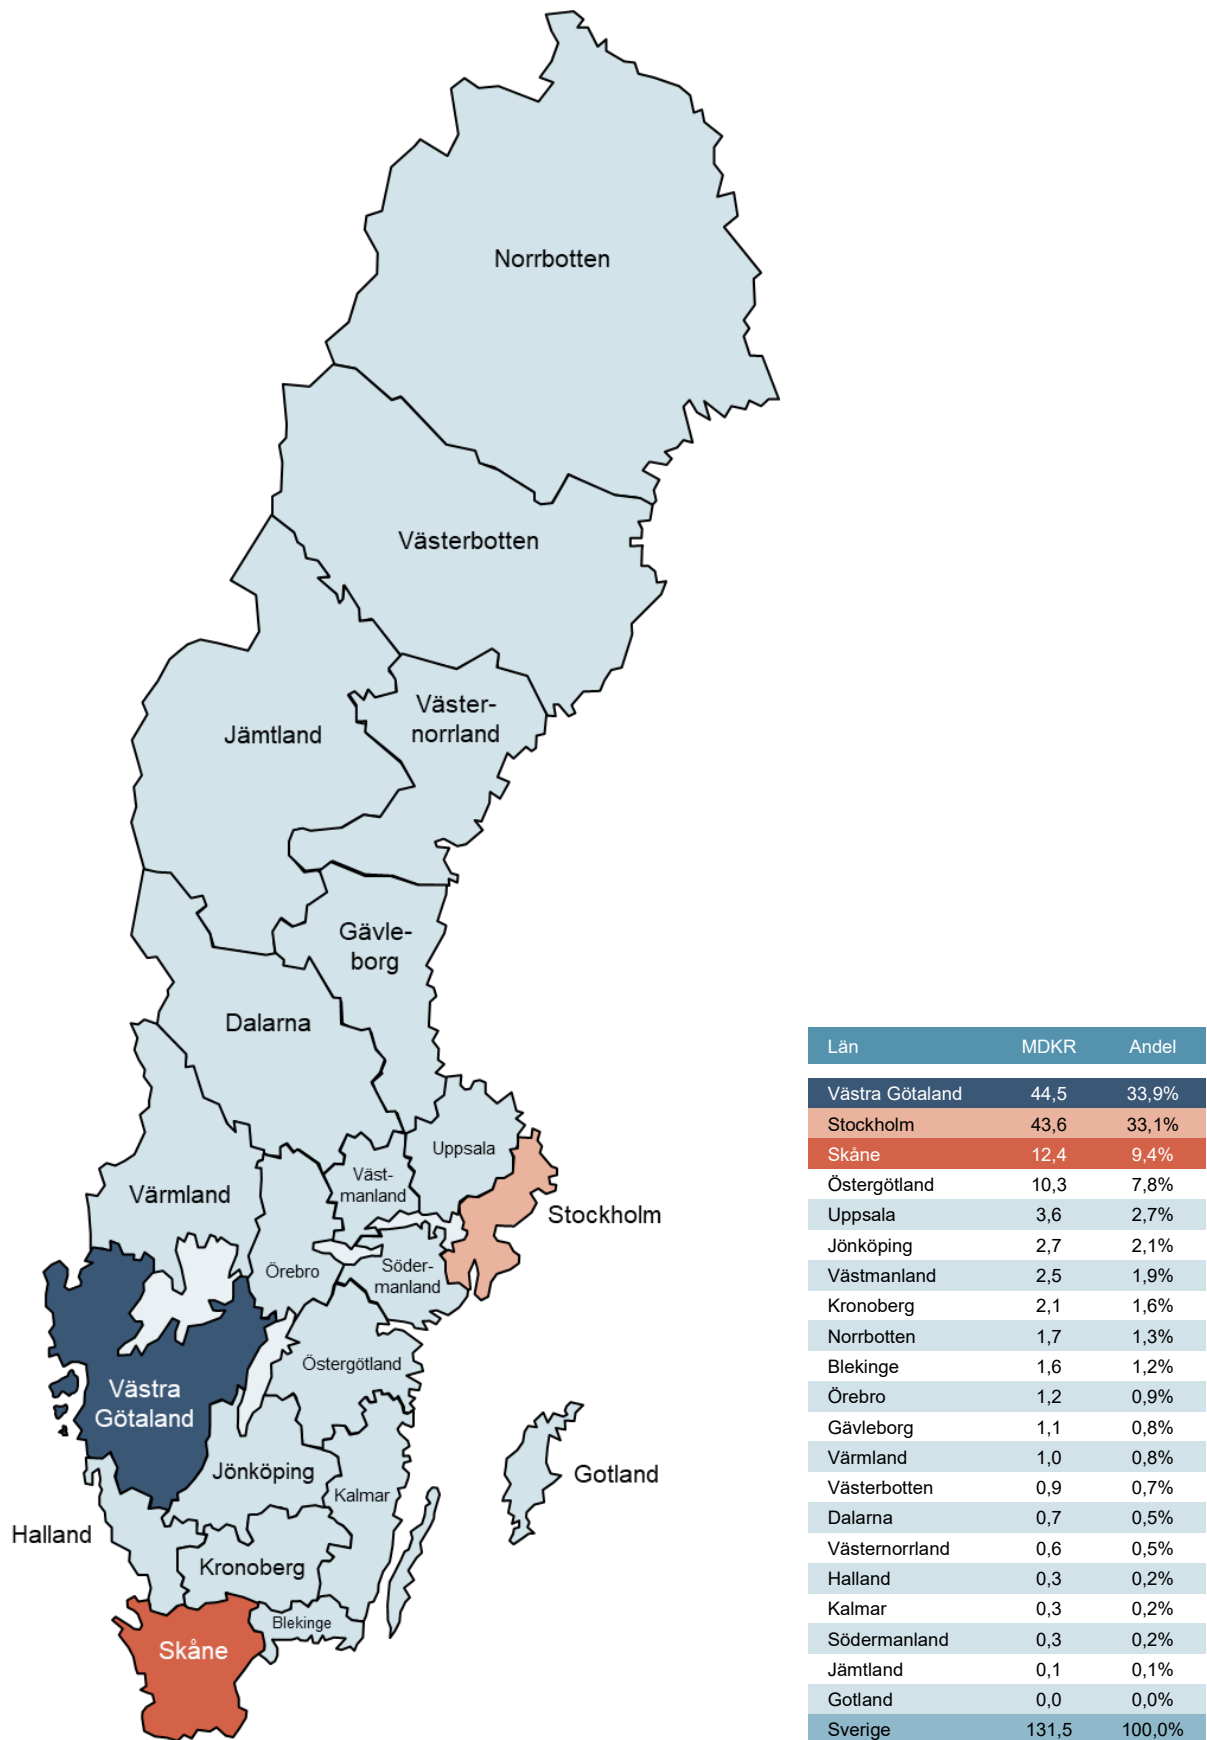 Norrbotten
Västerbotten
Väster-
norrland
Jämtland
Gävle-
borg
Dalarna
Uppsala
Väst-
manland
Värmland
Stockholm
Örebro
Söder-
manland
Östergötland
Västra
Götaland
Jönköping
Gotland
Kalmar
Halland
Kronoberg
Blekinge
Skåne
Län MDKR Andel
Västra Götaland 44,5 33,9%
Stockholm 43,6 33,1%
Skåne 12,4 9,4%
Östergötland 10,3 7,8%
Uppsala 3,6 2,7%
Jönköping 2,7 2,1%
Västmanland 2,5 1,9%
Kronoberg 2,1 1,6%
Norrbotten 1,7 1,3%
Blekinge 1,6 1,2%
Örebro 1,2 0,9%
Gävleborg 1,1 0,8%
Värmland 1,0 0,8%
Västerbotten 0,9 0,7%
Dalarna 0,7 0,5%
Västernorrland 0,6 0,5%
Halland 0,3 0,2%
Kalmar 0,3 0,2%
Södermanland 0,3 0,2%
Jämtland 0,1 0,1%
Gotland 0,0 0,0%
Sverige 131,5 100,0%